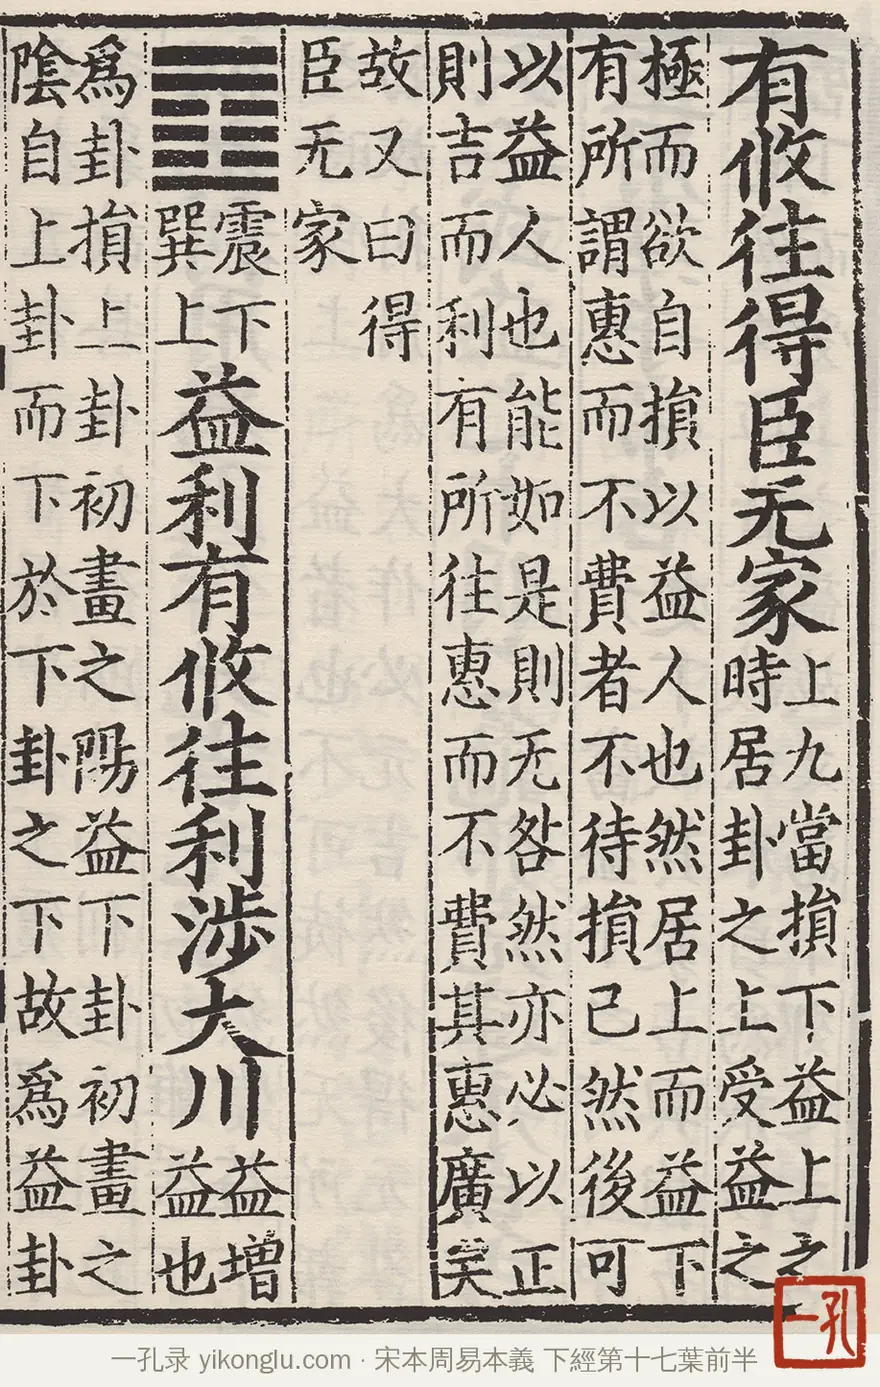 有攸往得臣无家
上九當損下益上之
時居卦之上受益之
極而欲自損以益人也然居上而益下
有所謂惠而不費者不待損己然後可
以益人也能如是則无咎然亦必以正
則吉而利有所往惠而不費其惠廣矣
故又曰得
臣无家
震下
巽上
益利有攸往利涉大川
益增
益也
爲卦損上卦初畫之陽益下卦初畫之
陰自上卦而下於下卦之下故爲益卦
一孔
一孔录 yikonglu.com · 宋本周易本義 下經第十七葉前半